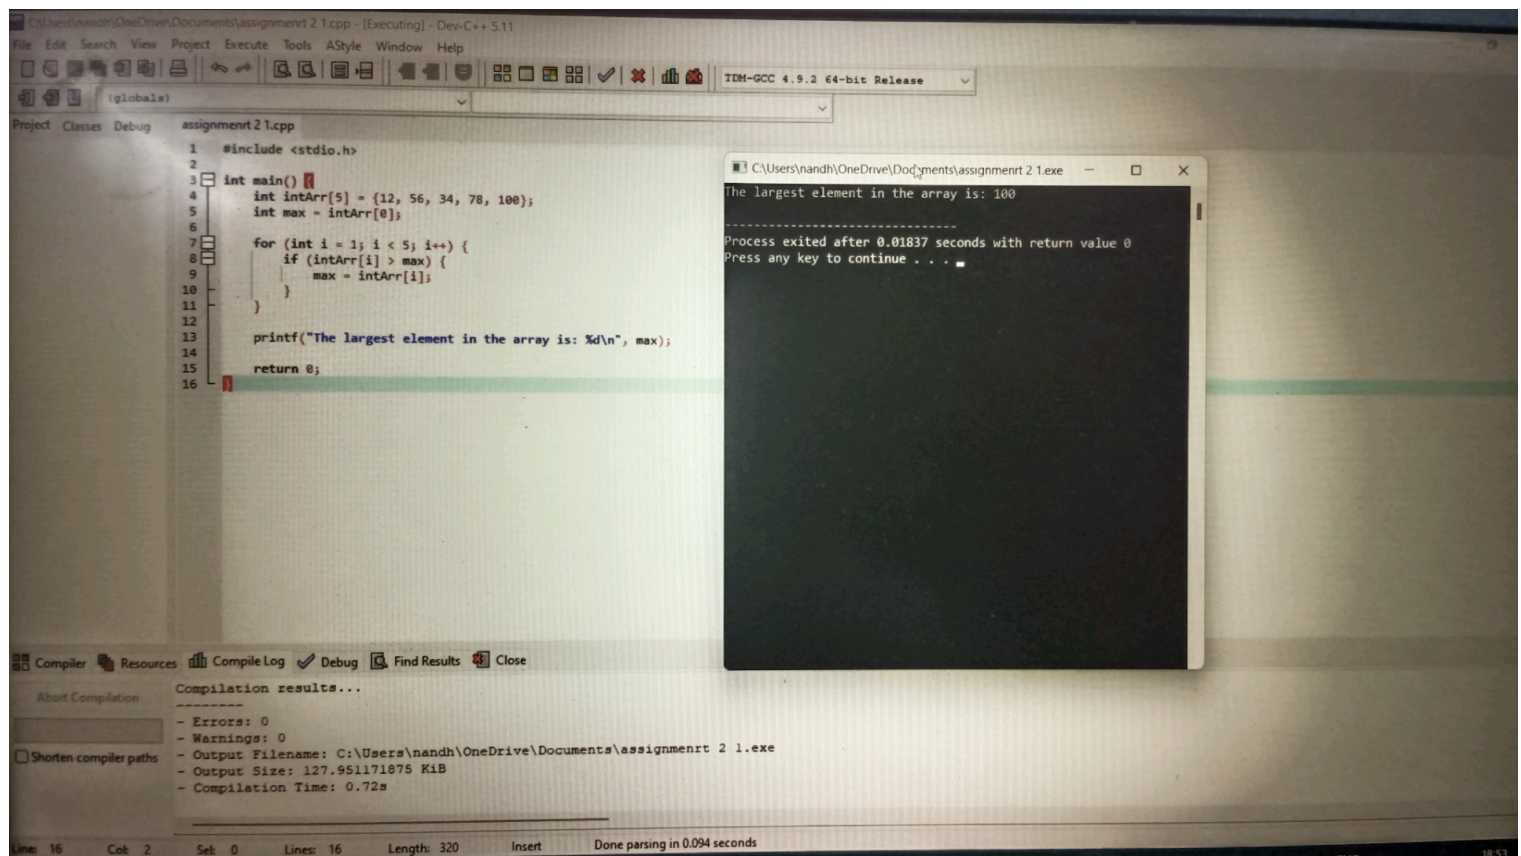 C:\Users\nandh\OneDrive\Documents\assignmenrt 2 1.cpp - [Executing] - Dev-C++ 5.11
File Edit Search View Project Execute Tools AStyle Window Help
TDM-GCC 4.9.2 64-bit Release
(globals)
Project Classes Debug
assignmenrt 2 1.cpp
1 #include <stdio.h>
2
3 int main() {
4 int intArr[5] = {12, 56, 34, 78, 100};
5 int max = intArr[0];
6
7 for (int i = 1; i < 5; i++) {
8 if (intArr[i] > max) {
9 max = intArr[i];
10 }
11 }
12
13 printf("The largest element in the array is: %d\n", max);
14
15 return 0;
16 }
C:\Users\nandh\OneDrive\Documents\assignmenrt 2 1.exe
The largest element in the array is: 100
--------------------------------
Process exited after 0.01837 seconds with return value 0
Press any key to continue . . .
Compiler Resources Compile Log Debug Find Results Close
Abort Compilation
Shorten compiler paths
Compilation results...
--------
- Errors: 0
- Warnings: 0
- Output Filename: C:\Users\nandh\OneDrive\Documents\assignmenrt 2 1.exe
- Output Size: 127.951171875 KiB
- Compilation Time: 0.72s
Line: 16 Col: 2 Sel: 0 Lines: 16 Length: 320 Insert Done parsing in 0.094 seconds
18:53